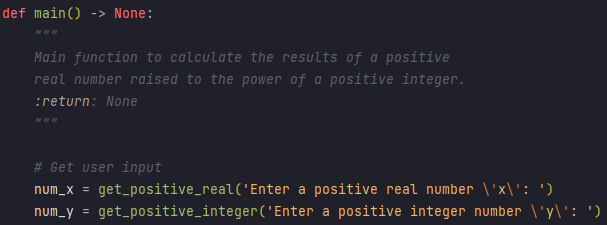 def main() -> None:
    """
    Main function to calculate the results of a positive
    real number raised to the power of a positive integer.
    :return: None
    """
    # Get user input
    num_x = get_positive_real('Enter a positive real number \'x\': ')
    num_y = get_positive_integer('Enter a positive integer number \'y\': ')